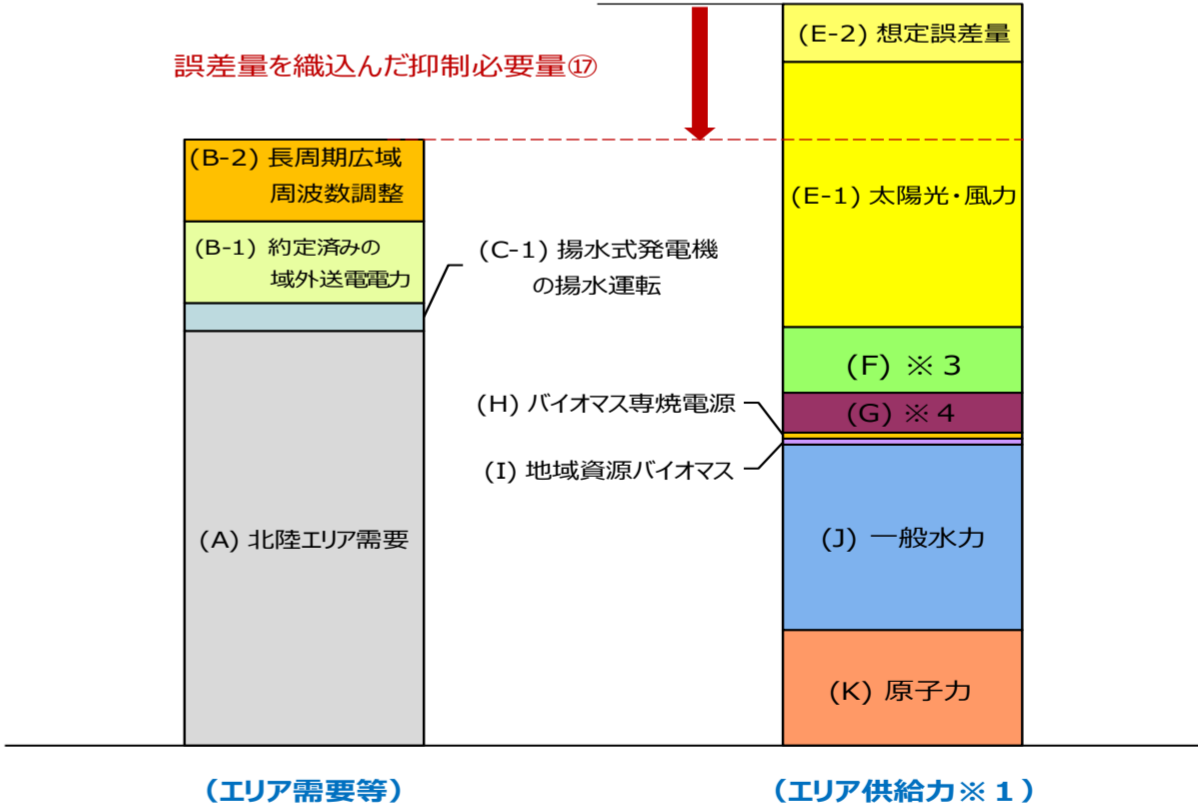 誤差量を織込んだ抑制必要量⑰
(B-2) 長周期広域
周波数調整
(B-1) 約定済みの
域外送電電力
(C-1) 揚水式発電機
の揚水運転
(A) 北陸エリア需要
(E-2) 想定誤差量
(E-1) 太陽光・風力
(F) ※3
(G) ※4
(H) バイオマス専焼電源
(I) 地域資源バイオマス
(J) 一般水力
(K) 原子力
(エリア需要等)
(エリア供給力※1)